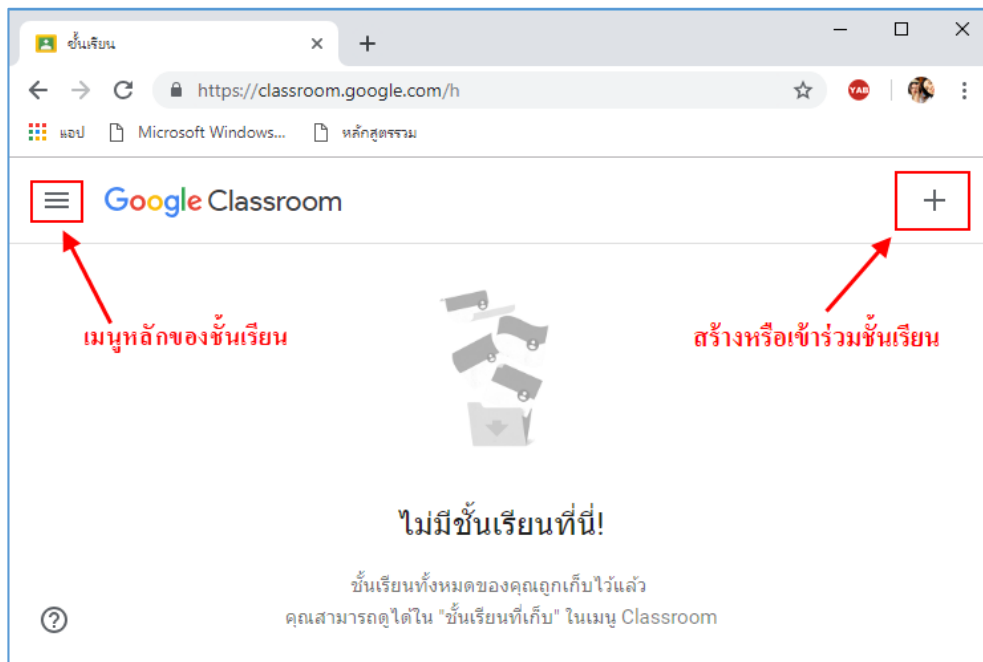 ชั้นเรียน
https://classroom.google.com/h
YAB
แอป Microsoft Windows... หลักสูตรรวม
Google Classroom
เมนูหลักของชั้นเรียน
สร้างหรือเข้าร่วมชั้นเรียน
ไม่มีชั้นเรียนที่นี่!
ชั้นเรียนทั้งหมดของคุณถูกเก็บไว้แล้ว
คุณสามารถดูได้ใน "ชั้นเรียนที่เก็บ" ในเมนู Classroom